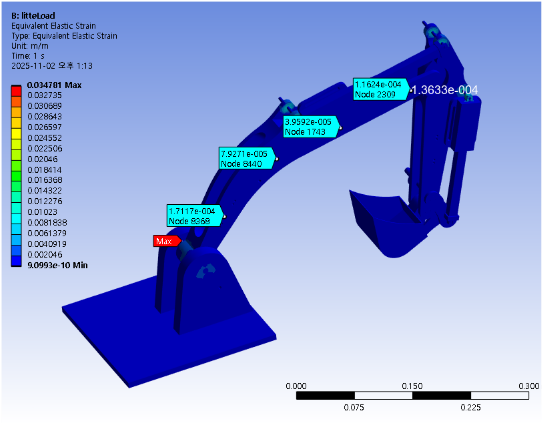 B: litteLoad
Equivalent Elastic Strain
Type: Equivalent Elastic Strain
Unit: m/m
Time: 1 s
2025-11-02 오후 1:13
0.034781 Max
0.032735
0.030689
0.028643
0.026597
0.024552
0.022506
0.02046
0.018414
0.016368
0.014322
0.012276
0.01023
0.0081838
0.0061379
0.0040919
0.002046
9.0993e-10 Min
1.1624e-004
Node 2309
1.3633e-004
3.9592e-005
Node 1743
7.9271e-005
Node 8440
1.7117e-004
Node 8369
Max
0.000
0.150
0.300
0.075
0.225